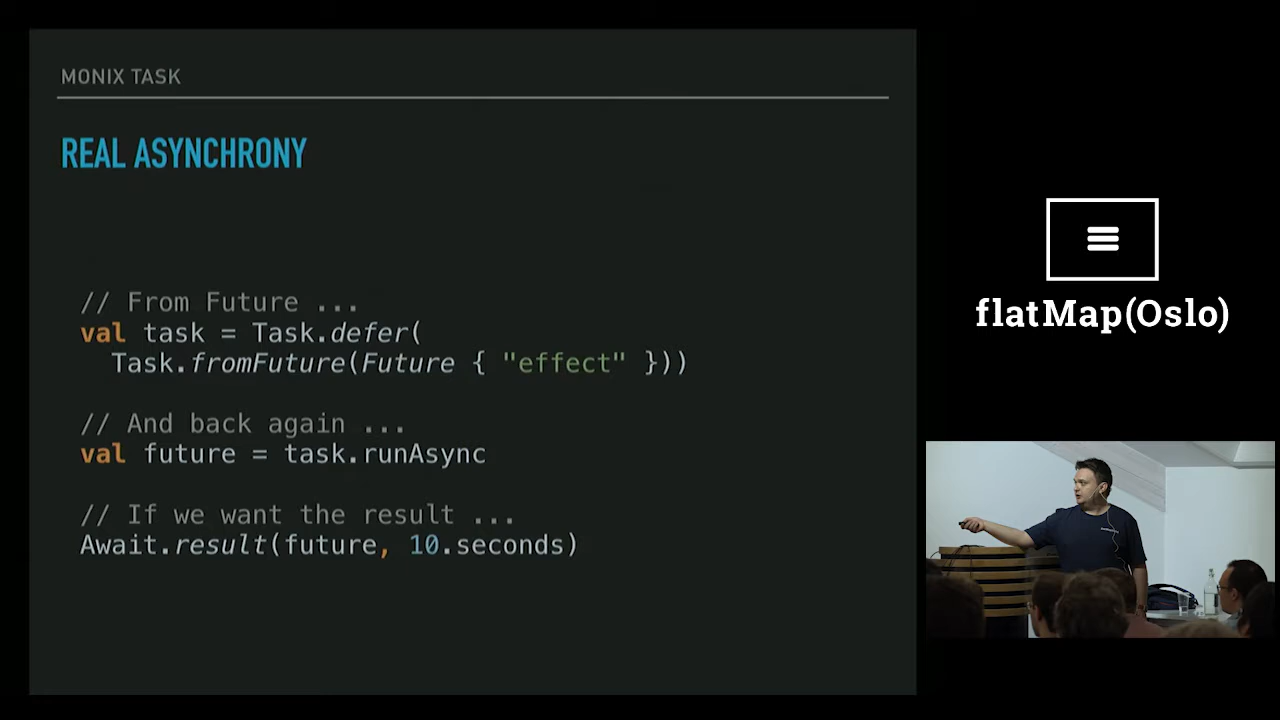 MONIX TASK
REAL ASYNCHRONY
// From Future ...
val task = Task.defer(
  Task.fromFuture(Future { "effect" }))
// And back again ...
val future = task.runAsync
// If we want the result ...
Await.result(future, 10.seconds)
flatMap(Oslo)